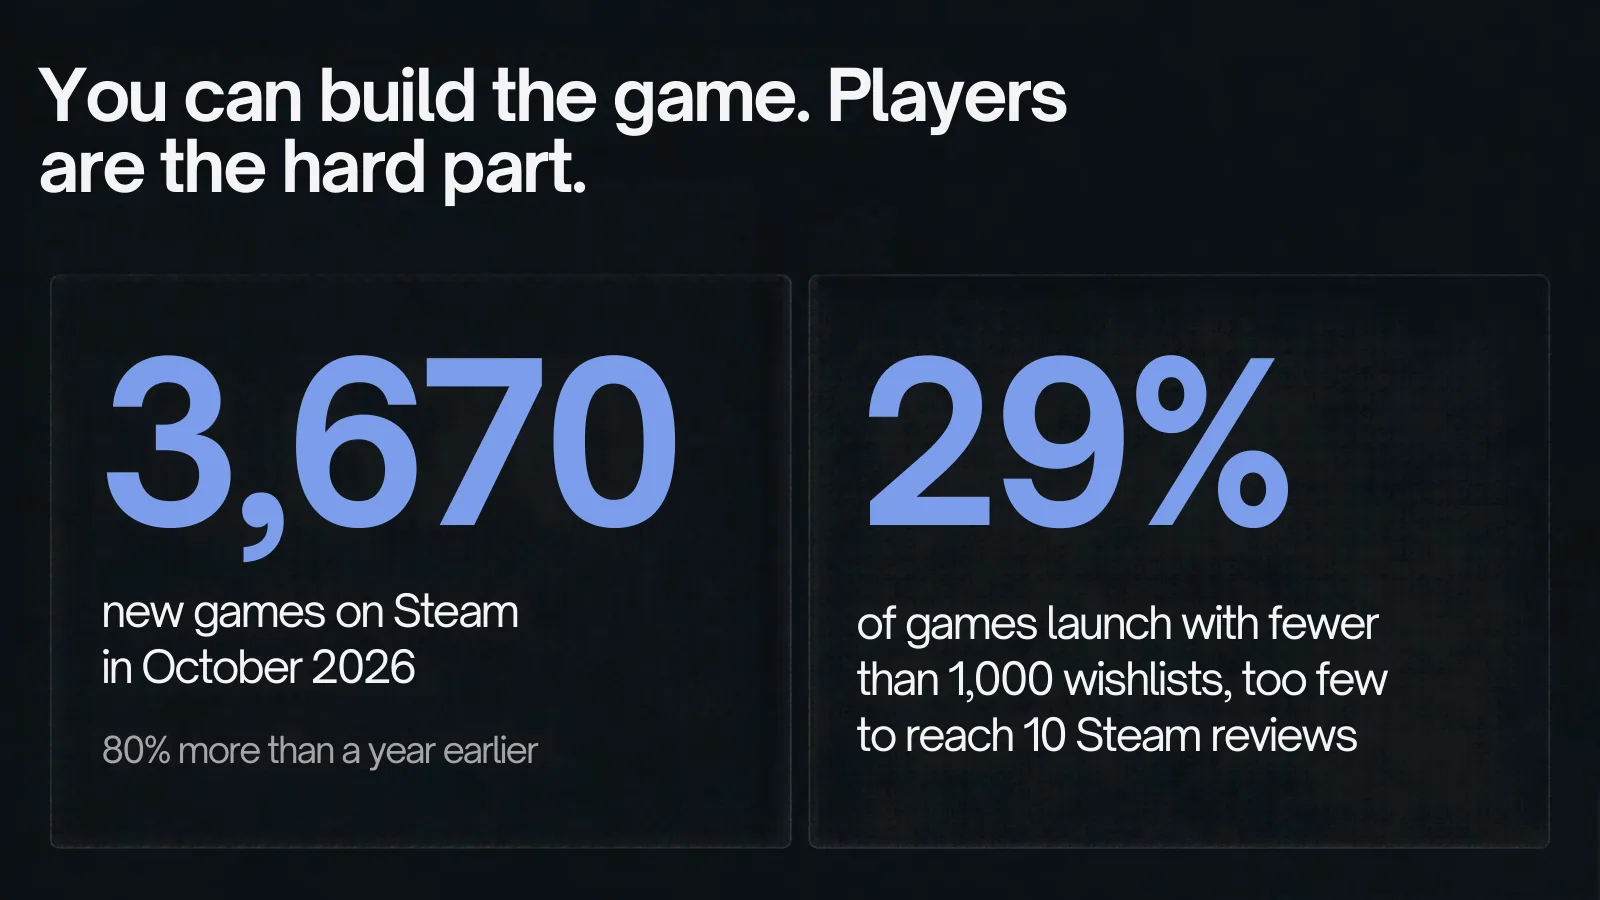 You can build the game. Players
are the hard part.
3,670
new games on Steam
in October 2026
80% more than a year earlier
29%
of games launch with fewer
than 1,000 wishlists, too few
to reach 10 Steam reviews